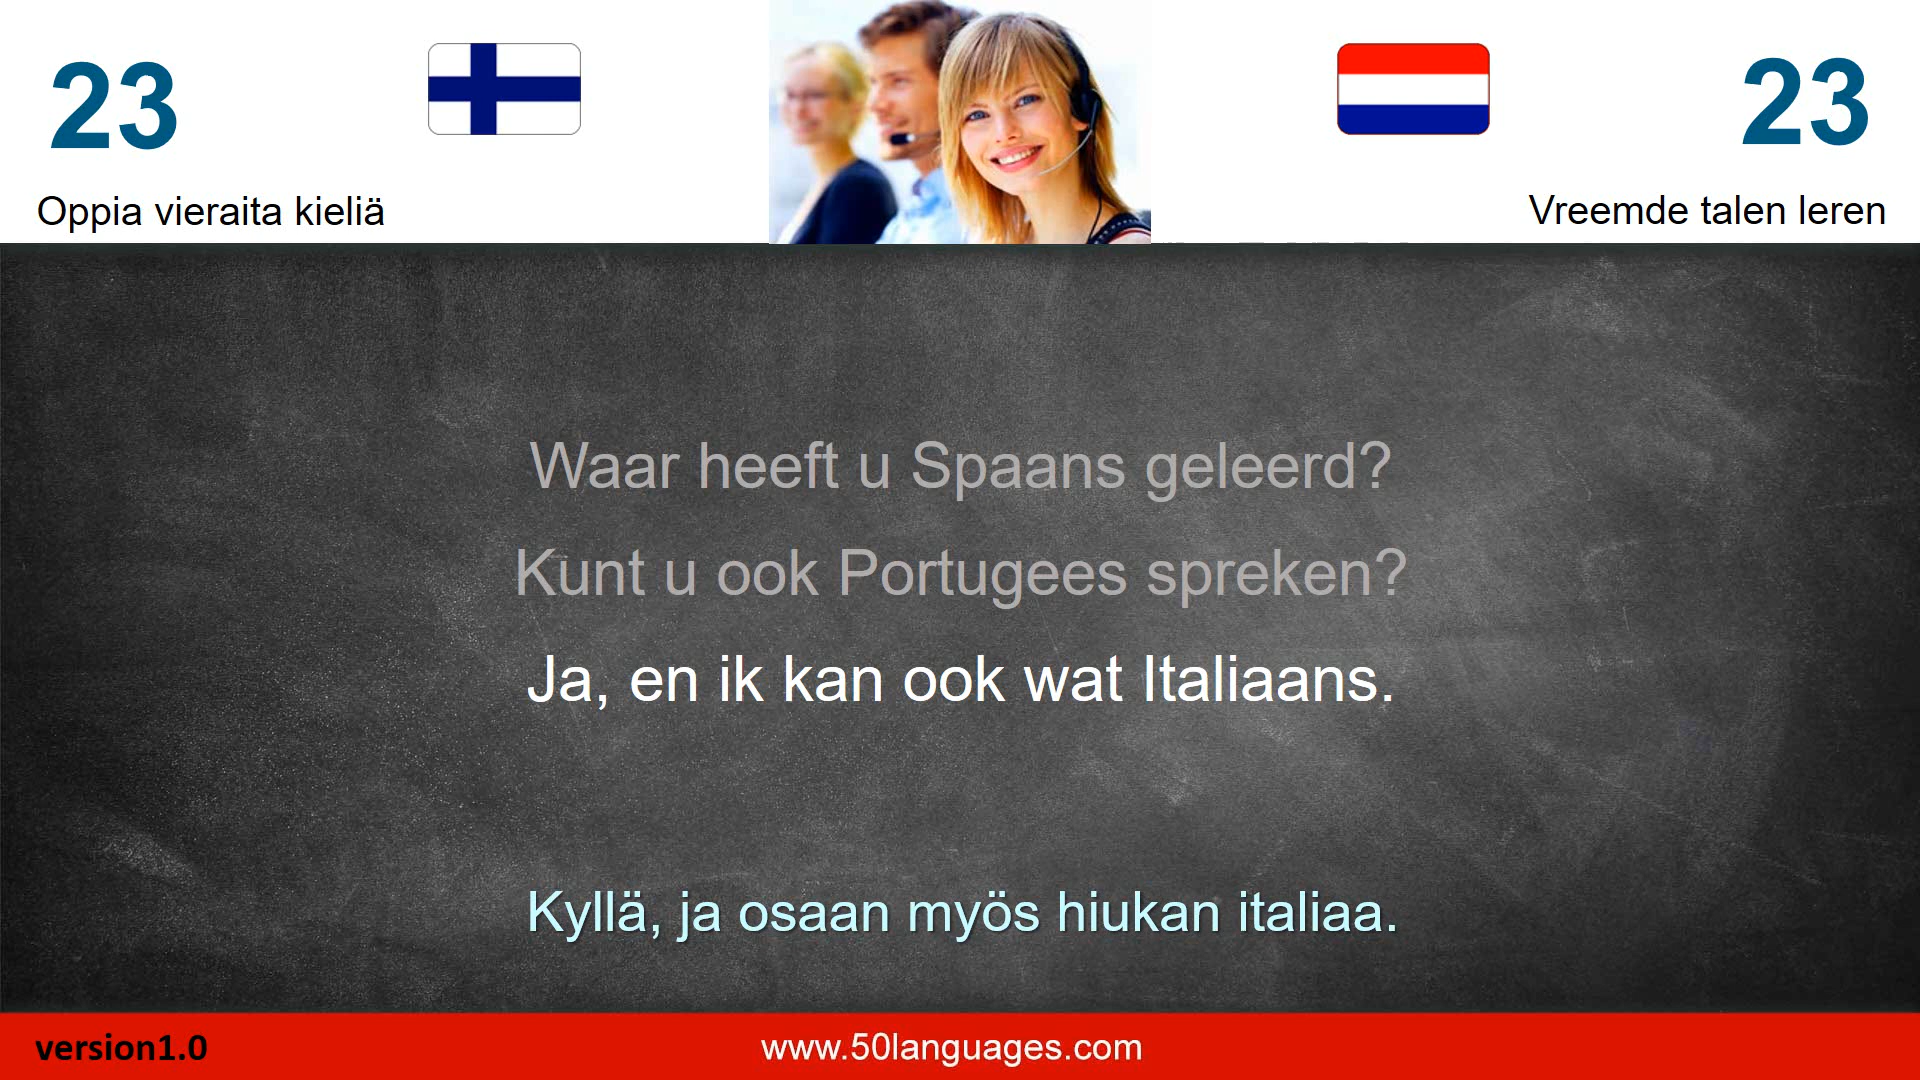 23
23
Oppia vieraita kieliä
Vreemde talen leren
Waar heeft u Spaans geleerd?
Kunt u ook Portugees spreken?
Ja, en ik kan ook wat Italiaans.
Kyllä, ja osaan myös hiukan italiaa.
version1.0
www.50languages.com